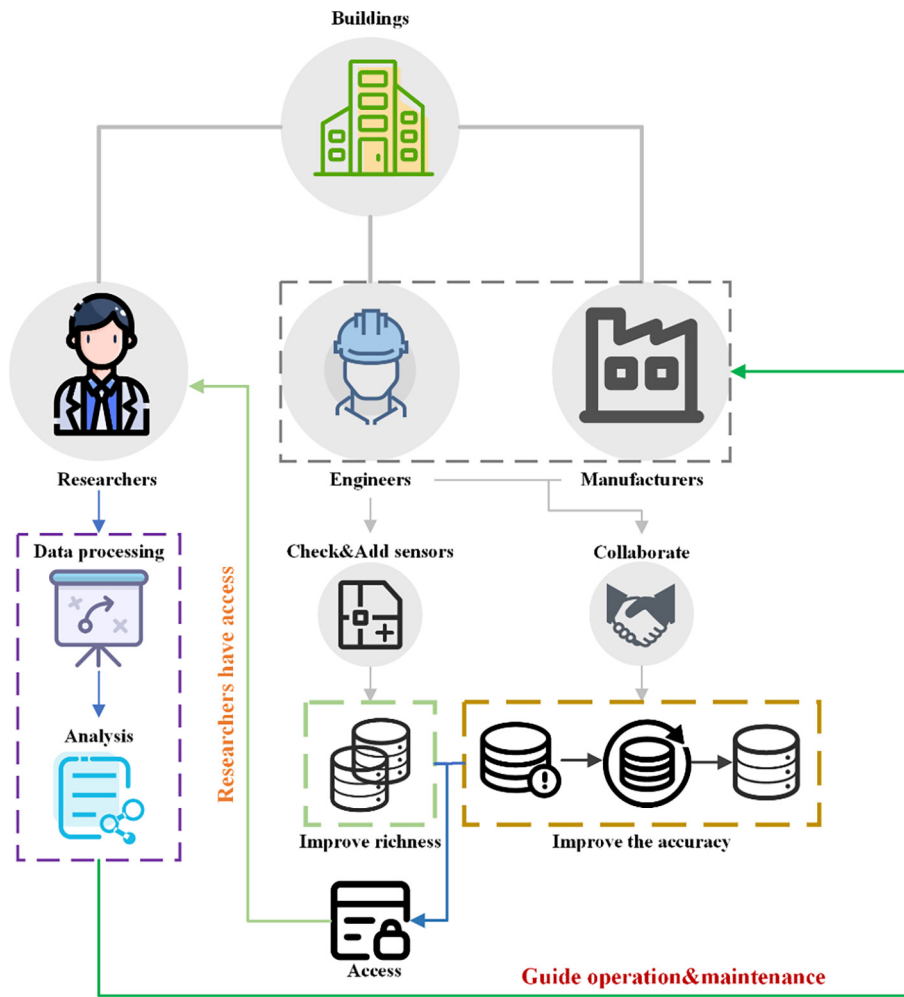 Buildings
Researchers
Engineers
Manufacturers
Data processing
Check&Add sensors
Collaborate
Researchers have access
Analysis
Improve richness
Improve the accuracy
Access
Guide operation&maintenance